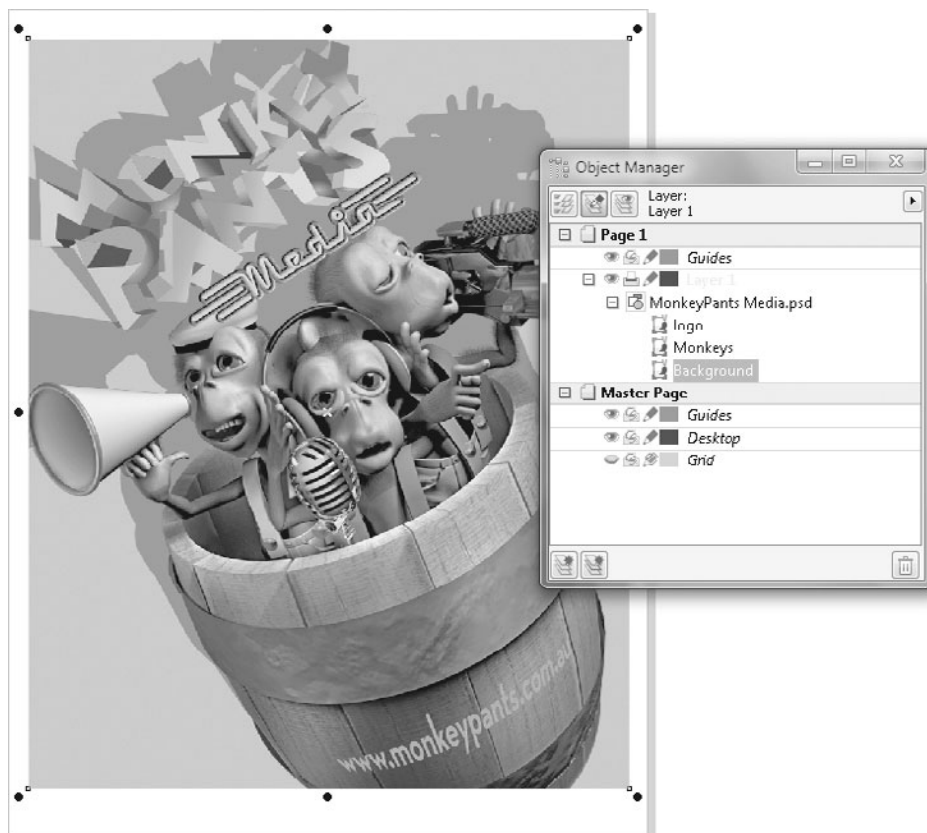 MONKEY
PANTS
Media
www.monkeypants.com.au
Object Manager
Layer:
Layer 1
Page 1
Guides
Layer 1
MonkeyPants Media.psd
logo
Monkeys
Background
Master Page
Guides
Desktop
Grid